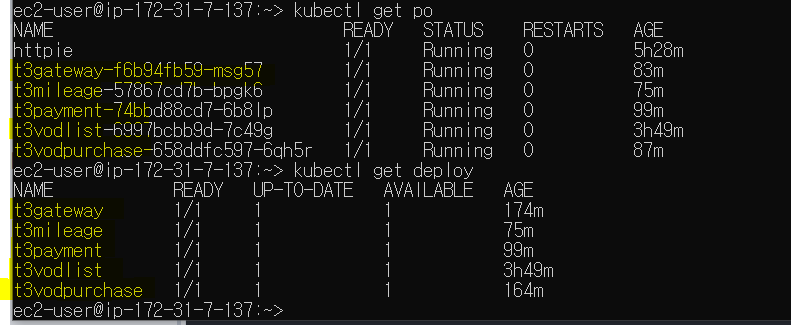 ec2-user@ip-172-31-7-137:~> kubectl get po
NAME READY STATUS RESTARTS AGE
httpie 1/1 Running 0 5h28m
t3gateway-f6b94fb59-msg57 1/1 Running 0 83m
t3mileage-57867cd7b-bpgk6 1/1 Running 0 75m
t3payment-74bbd88cd7-6b8lp 1/1 Running 0 99m
t3vodlist-6997bcbb9d-7c49g 1/1 Running 0 3h49m
t3vodpurchase-658ddfc597-6qh5r 1/1 Running 0 87m
ec2-user@ip-172-31-7-137:~> kubectl get deploy
NAME READY UP-TO-DATE AVAILABLE AGE
t3gateway 1/1 1 1 174m
t3mileage 1/1 1 1 75m
t3payment 1/1 1 1 99m
t3vodlist 1/1 1 1 3h49m
t3vodpurchase 1/1 1 1 164m
ec2-user@ip-172-31-7-137:~>